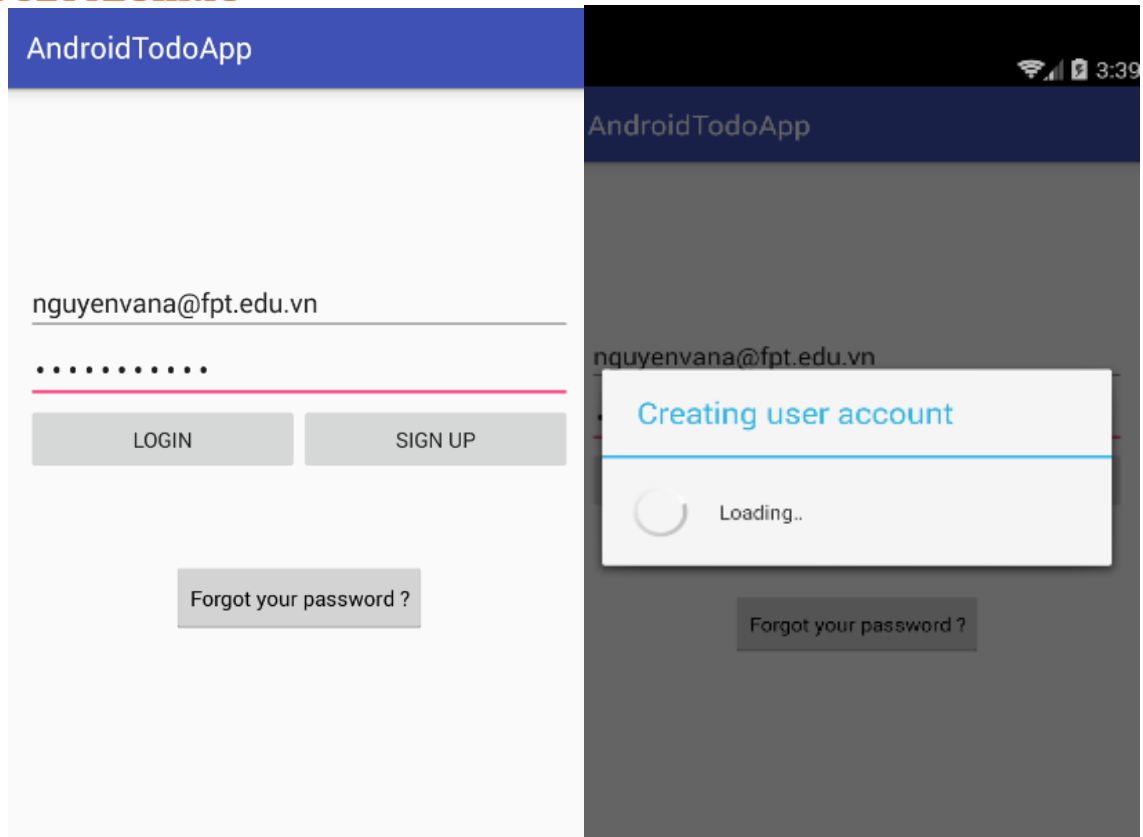 AndroidTodoApp
nguyenvana@fpt.edu.vn
...........
LOGIN SIGN UP
Forgot your password ?
3:39
AndroidTodoApp
nguyenvana@fpt.edu.vn
Creating user account
Loading..
Forgot your password ?